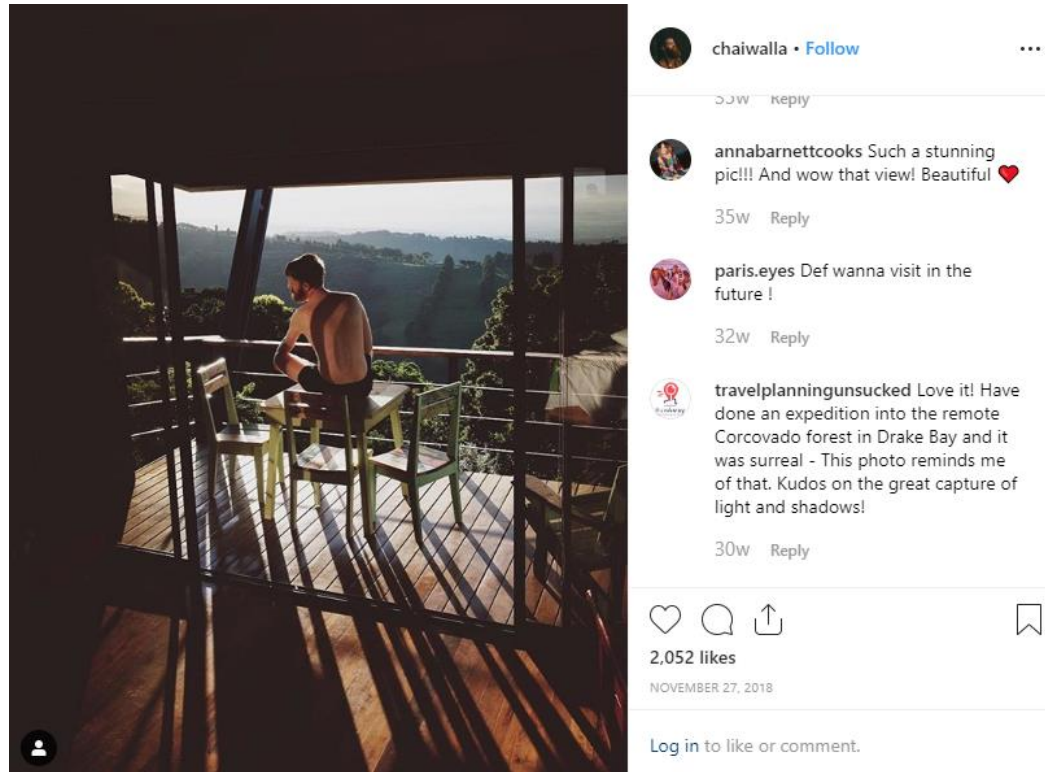 chaiwalla • Follow
35w Reply
annabarnettcooks Such a stunning
pic!!! And wow that view! Beautiful ❤️
35w Reply
paris.eyes Def wanna visit in the
future !
32w Reply
travelplanningunsucked Love it! Have
done an expedition into the remote
Corcovado forest in Drake Bay and it
was surreal - This photo reminds me
of that. Kudos on the great capture of
light and shadows!
30w Reply
2,052 likes
NOVEMBER 27, 2018
Log in to like or comment.